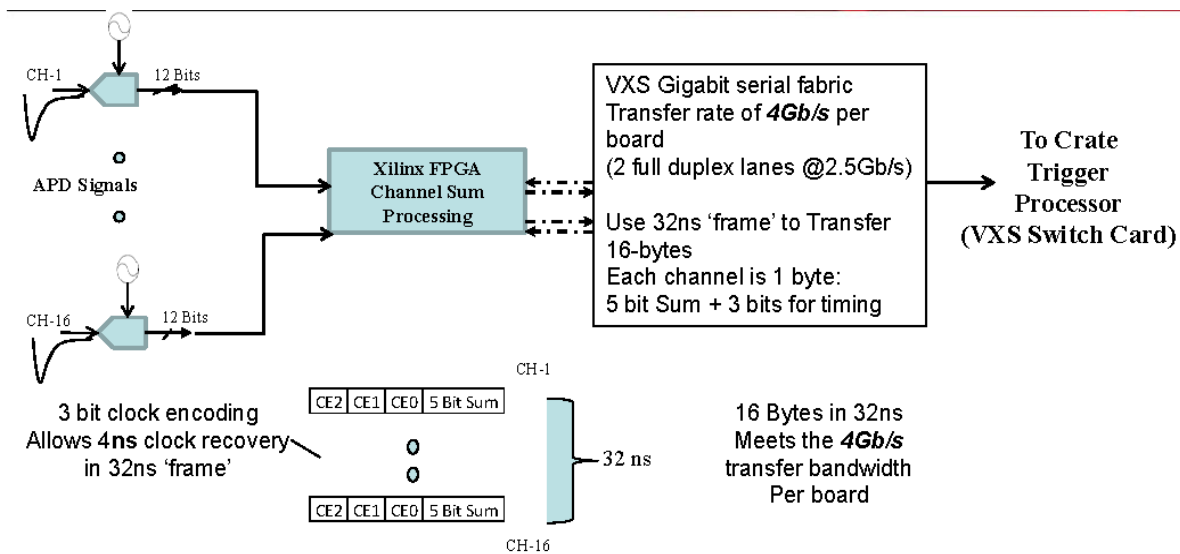 CH-1
12 Bits
APD Signals
CH-16
12 Bits
Xilinx FPGA
Channel Sum
Processing
VXS Gigabit serial fabric
Transfer rate of 4Gb/s per
board
(2 full duplex lanes @2.5Gb/s)
Use 32ns ‘frame’ to Transfer
16-bytes
Each channel is 1 byte:
5 bit Sum + 3 bits for timing
To Crate
Trigger
Processor
(VXS Switch Card)
3 bit clock encoding
Allows 4ns clock recovery
in 32ns ‘frame’
CH-1
CE2 CE1 CE0 5 Bit Sum
32 ns
CE2 CE1 CE0 5 Bit Sum
CH-16
16 Bytes in 32ns
Meets the 4Gb/s
transfer bandwidth
Per board